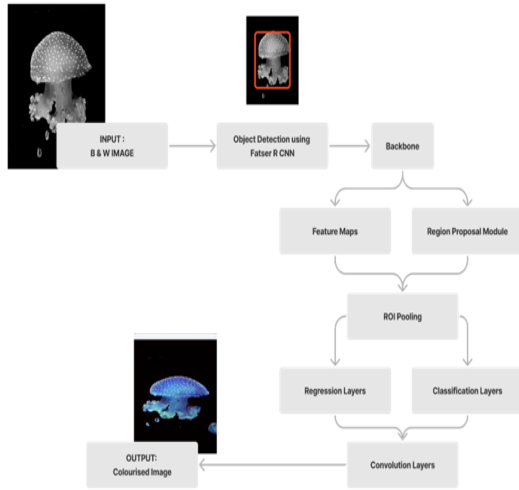 INPUT :
B & W IMAGE
Object Detection using
Fatser R CNN
Backbone
Feature Maps
Region Proposal Module
ROI Pooling
Regression Layers
Classification Layers
OUTPUT:
Colourised Image
Convolution Layers